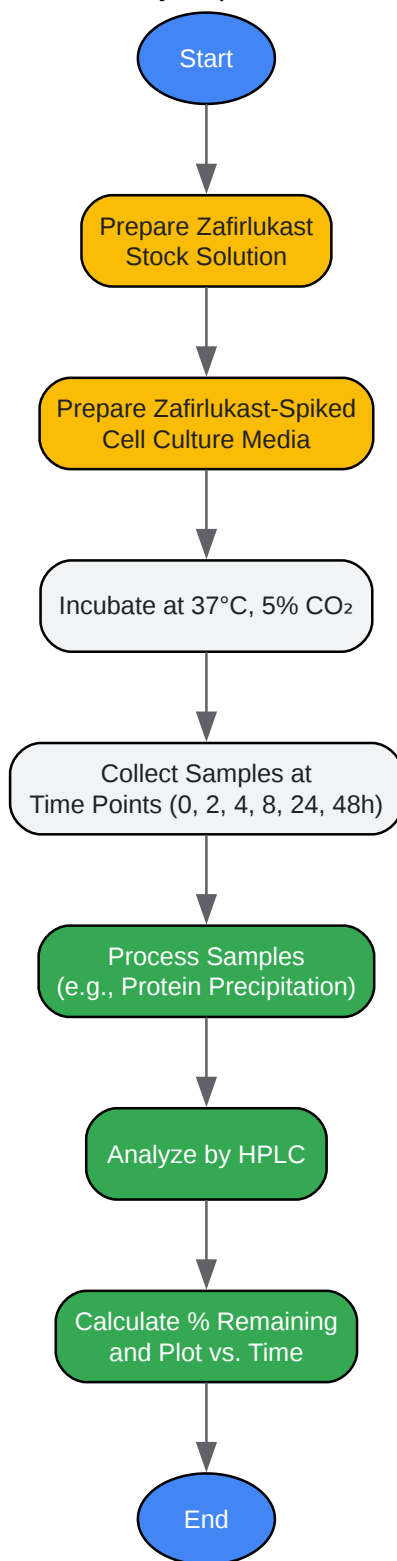 Start
Prepare Zafirlukast
Stock Solution
Prepare Zafirlukast-Spiked
Cell Culture Media
Incubate at 37°C, 5% CO₂
Collect Samples at
Time Points (0, 2, 4, 8, 24, 48h)
Process Samples
(e.g., Protein Precipitation)
Analyze by HPLC
Calculate % Remaining
and Plot vs. Time
End